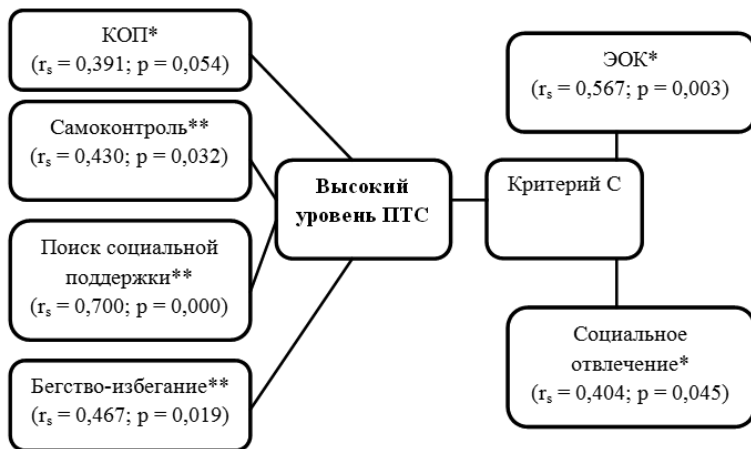 КОП*
(rs = 0,391; p = 0,054)
Самоконтроль**
(rs = 0,430; p = 0,032)
Поиск социальной
поддержки**
(rs = 0,700; p = 0,000)
Бегство-избегание**
(rs = 0,467; p = 0,019)
Высокий
уровень ПТС
Критерий С
ЭОК*
(rs = 0,567; p = 0,003)
Социальное
отвлечение*
(rs = 0,404; p = 0,045)